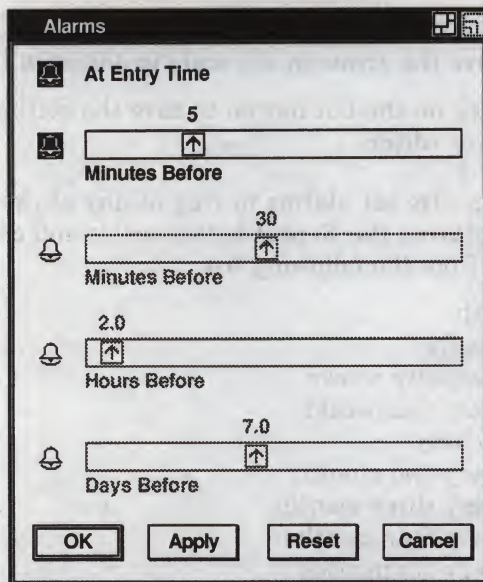 Alarms
At Entry Time
5
Minutes Before
30
Minutes Before
2.0
Hours Before
7.0
Days Before
OK Apply Reset Cancel